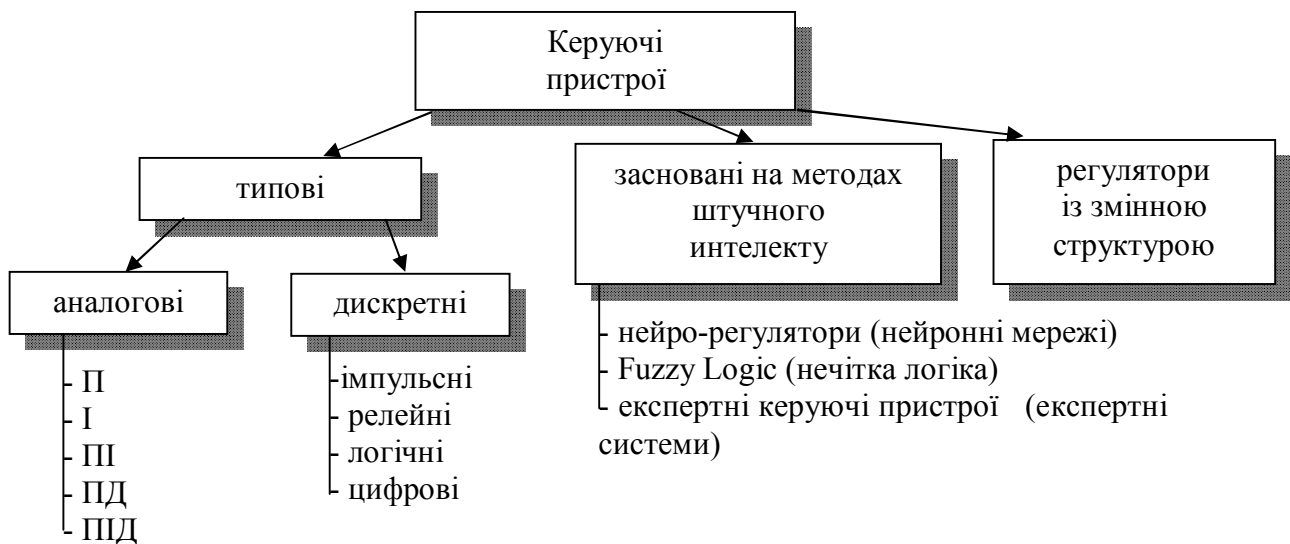 Керуючі
пристрої
типові
засновані на методах
штучного
интелекту
регулятори
із змінною
структурою
аналогові
дискретні
- П
- І
- ПІ
- ПД
- ПІД
-імпульсні
- релейні
- логічні
- цифрові
- нейро-регулятори (нейронні мережі)
- Fuzzy Logic (нечітка логіка)
- експертні керуючі пристрої (експертні
системи)